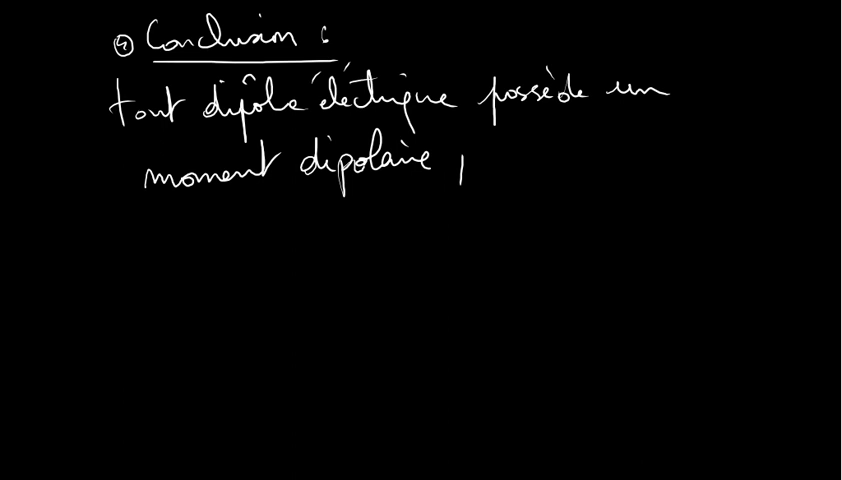 ④ Conclusion :
tout dipôle électrique possède un
moment dipolaire